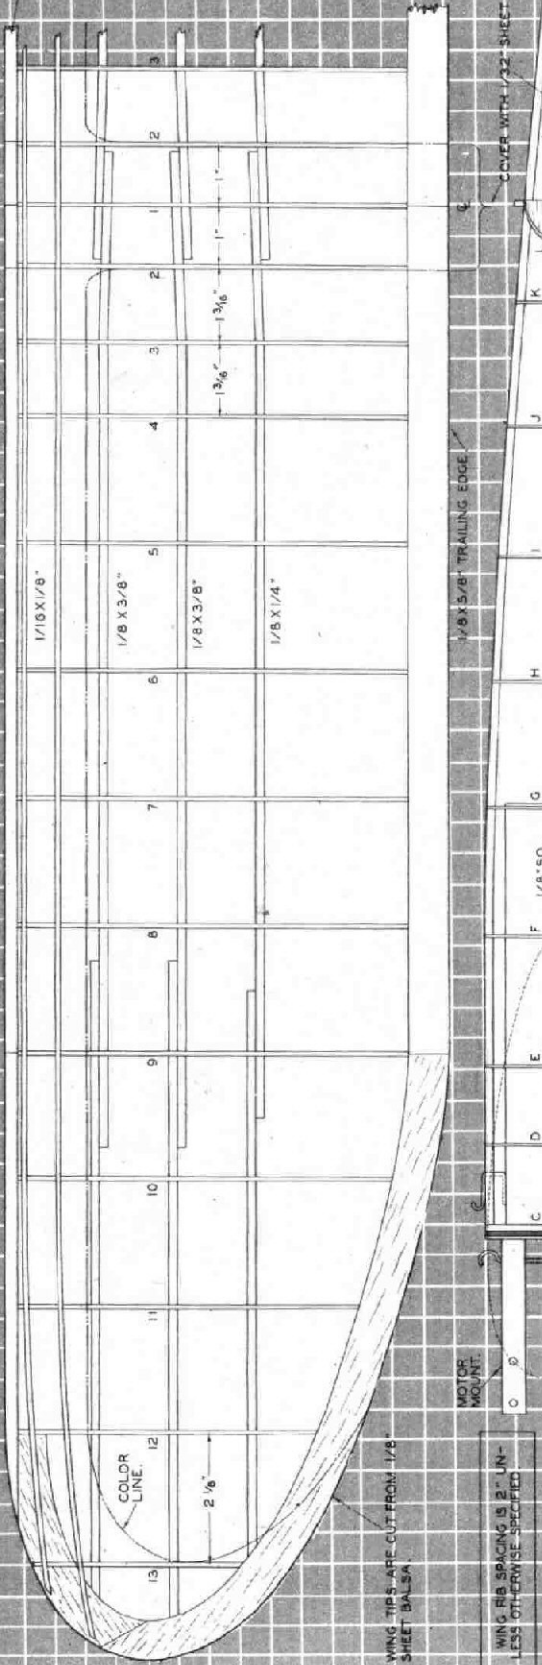 3
2
1
2
3
4
5
6
7
8
9
10
11
12
13
1"
1"
1 3/16"
1 3/16"
2 1/8"
1/16 X 1/8"
1/8 X 3/8"
1/8 X 3/8"
1/8 X 1/4"
COLOR
LINE.
WING TIPS ARE CUT FROM 1/8"
SHEET BALSA.
1/8 X 5/8" TRAILING EDGE.
COVER WITH 1/32" SHEET
MOTOR
MOUNT.
WING RIB SPACING IS 2" UN-
LESS OTHERWISE SPECIFIED.
C
D
E
F
G
H
I
J
K
1/8" SQ.